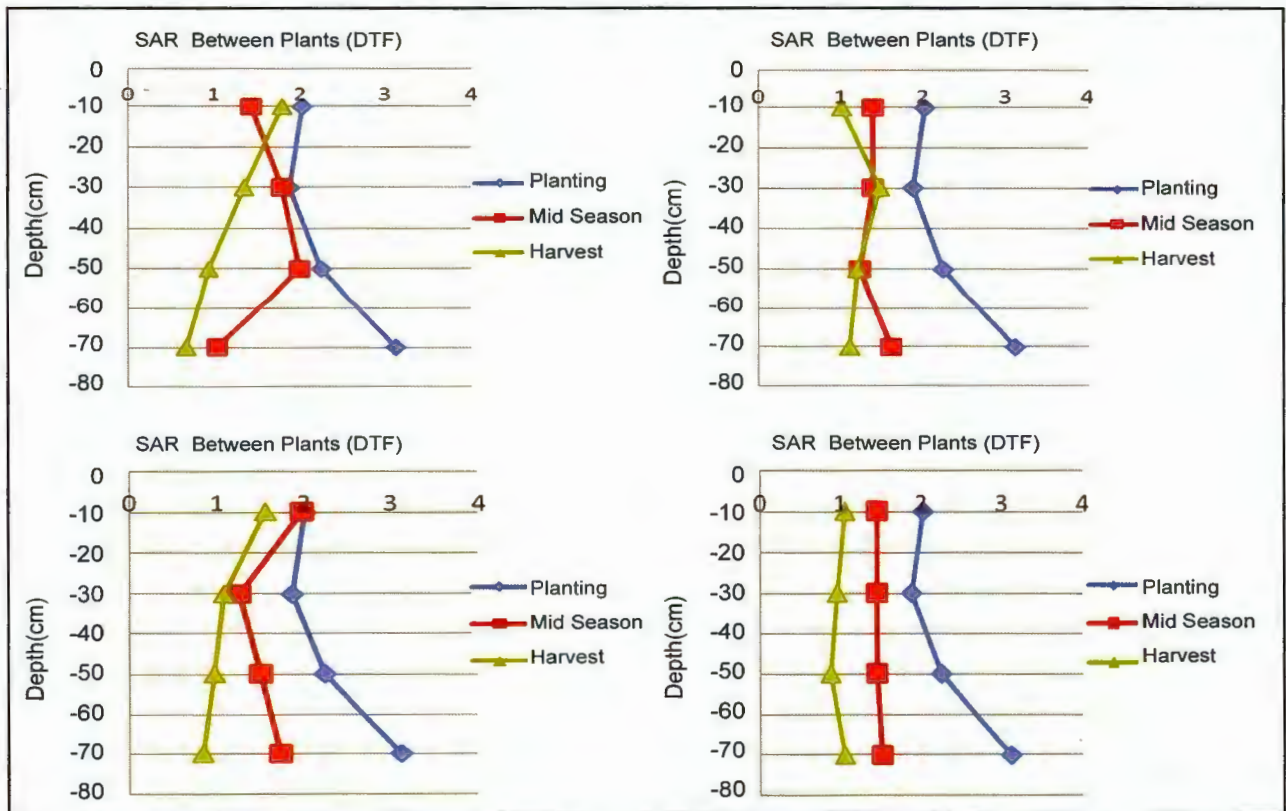 SAR Between Plants (DTF)
0
0 1 2 3 4
-10
-20
-30
-40
-50
-60
-70
-80
Depth(cm)
Planting
Mid Season
Harvest
SAR Between Plants (DTF)
0
0 1 2 3 4
-10
-20
-30
-40
-50
-60
-70
-80
Depth(cm)
Planting
Mid Season
Harvest
SAR Between Plants (DTF)
0
0 1 2 3 4
-10
-20
-30
-40
-50
-60
-70
-80
Depth(cm)
Planting
Mid Season
Harvest
SAR Between Plants (DTF)
0
0 1 2 3 4
-10
-20
-30
-40
-50
-60
-70
-80
Depth(cm)
Planting
Mid Season
Harvest